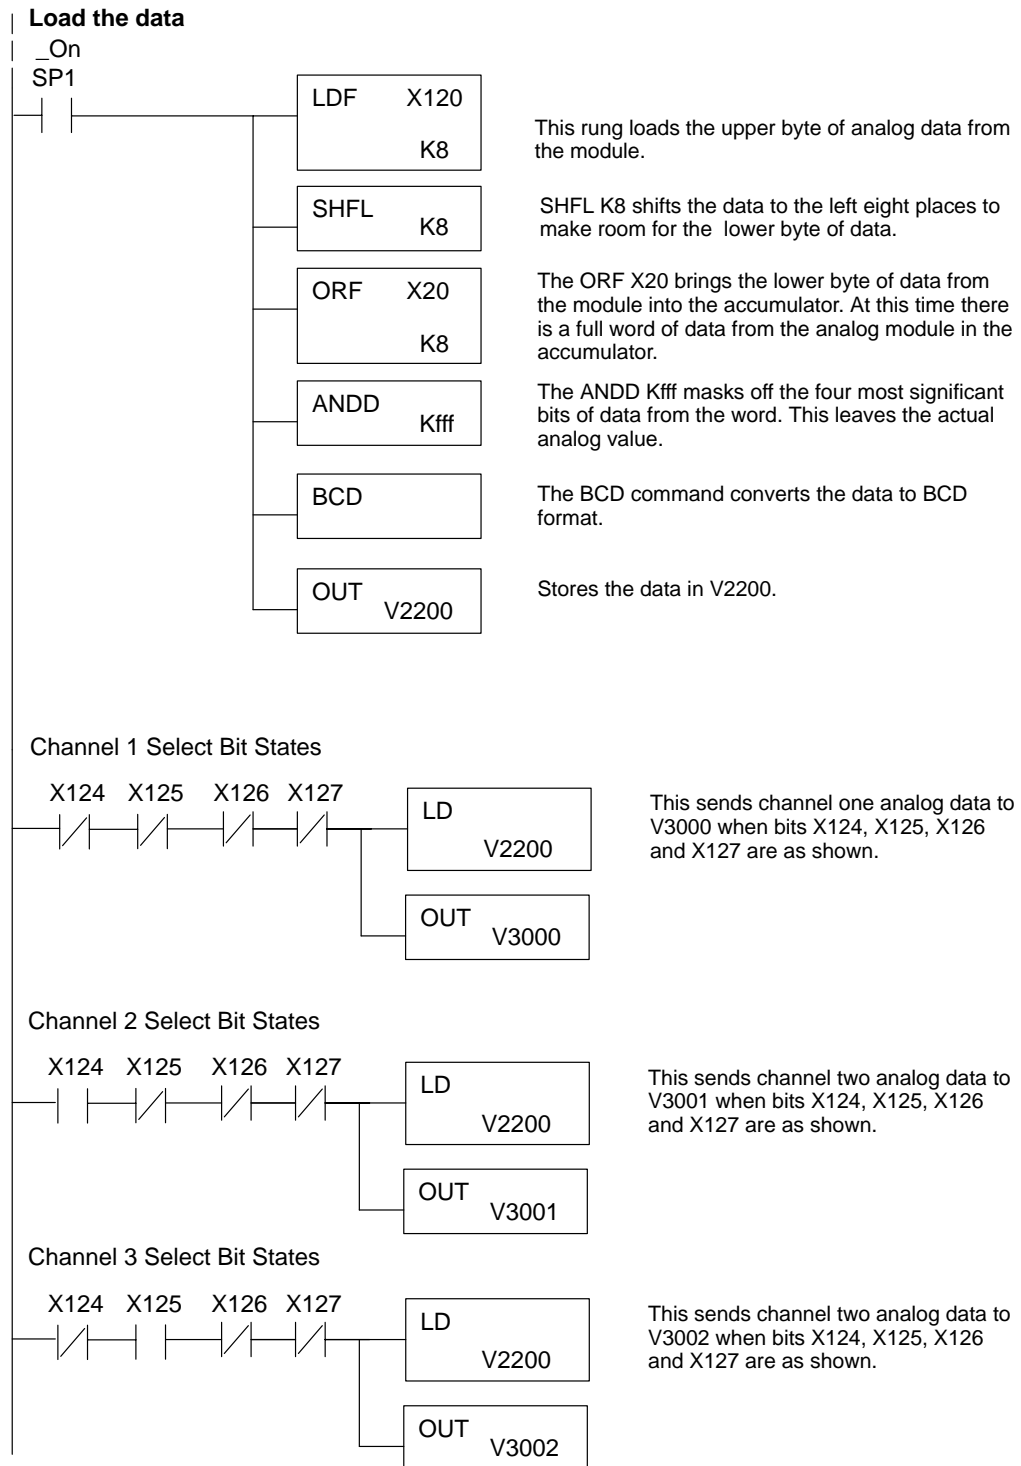 Load the data
_On
SP1
LDF X120
K8
This rung loads the upper byte of analog data from
the module.
SHFL
K8
SHFL K8 shifts the data to the left eight places to
make room for the lower byte of data.
ORF X20
K8
The ORF X20 brings the lower byte of data from
the module into the accumulator. At this time there
is a full word of data from the analog module in the
accumulator.
ANDD
Kfff
The ANDD Kfff masks off the four most significant
bits of data from the word. This leaves the actual
analog value.
BCD
The BCD command converts the data to BCD
format.
OUT
V2200
Stores the data in V2200.
Channel 1 Select Bit States
X124 X125 X126 X127
LD
V2200
This sends channel one analog data to
V3000 when bits X124, X125, X126
and X127 are as shown.
OUT
V3000
Channel 2 Select Bit States
X124 X125 X126 X127
LD
V2200
This sends channel two analog data to
V3001 when bits X124, X125, X126
and X127 are as shown.
OUT
V3001
Channel 3 Select Bit States
X124 X125 X126 X127
LD
V2200
This sends channel two analog data to
V3002 when bits X124, X125, X126
and X127 are as shown.
OUT
V3002